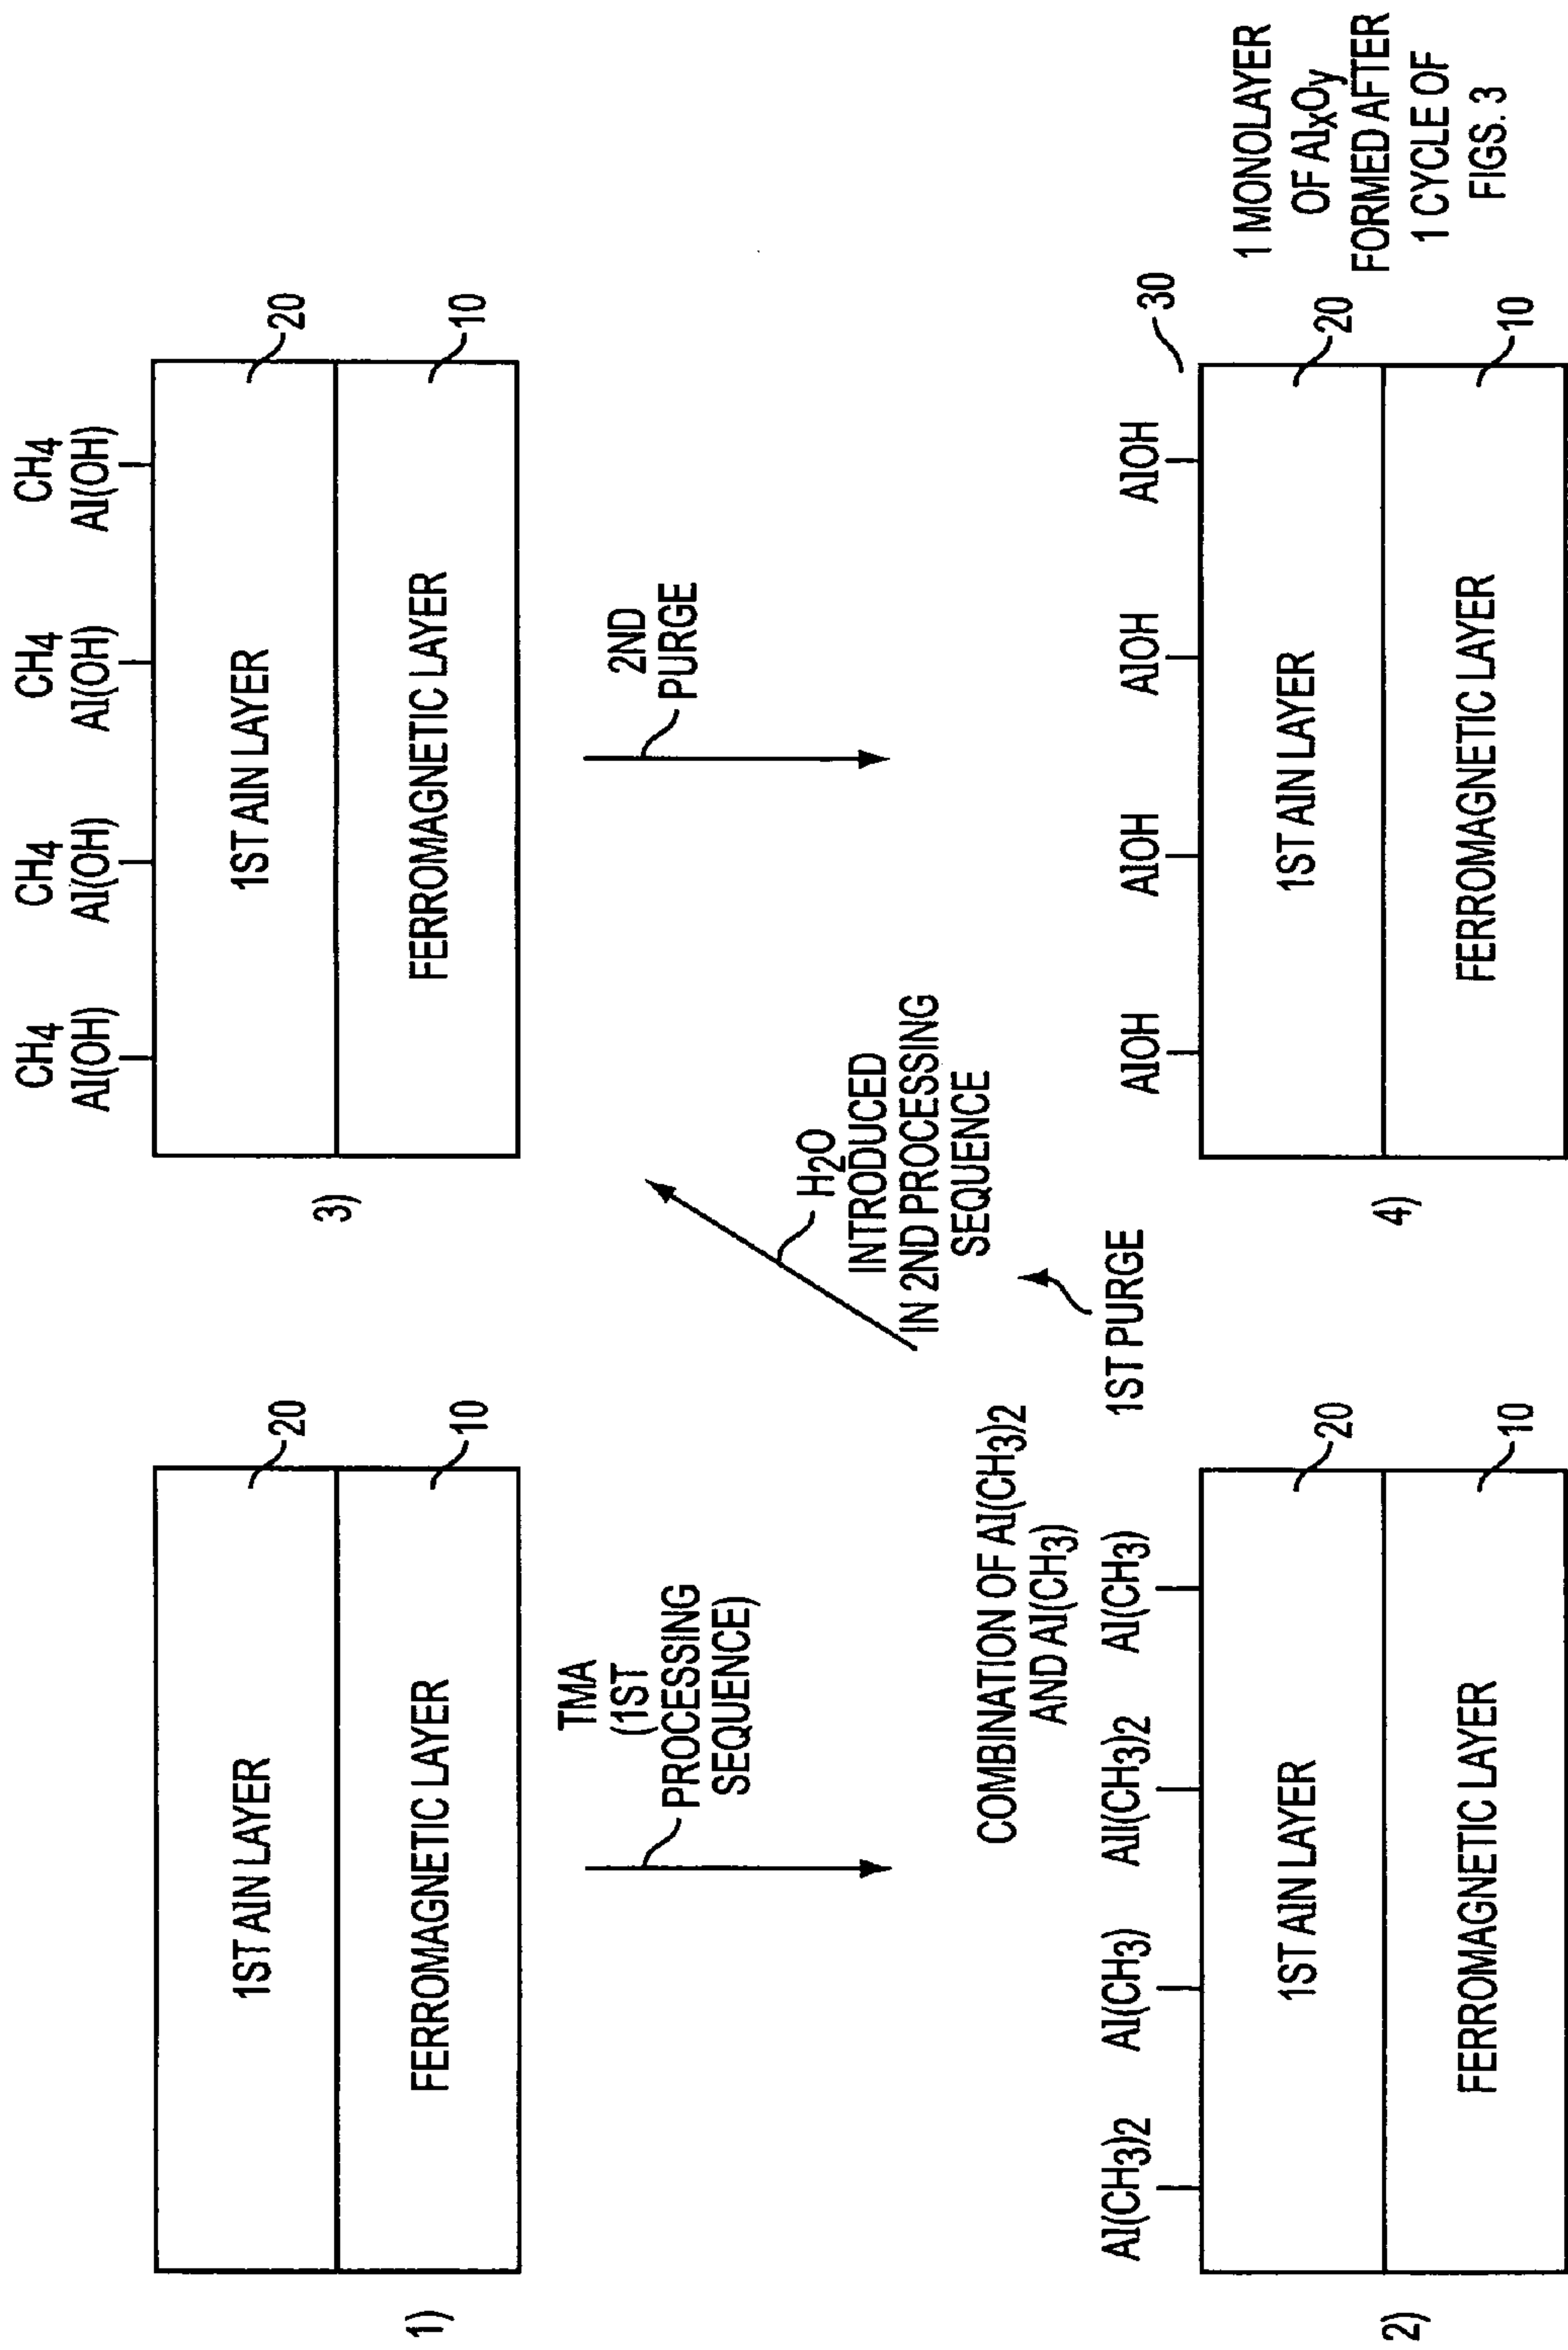 1)
1ST AlN LAYER
20
FERROMAGNETIC LAYER
10
TMA
(1ST
PROCESSING
SEQUENCE)
2)
COMBINATION OF Al(CH3)2
AND Al(CH3)
Al(CH3)2 Al(CH3) All(CH3)2 Al(CH3)
1ST AlN LAYER
20
FERROMAGNETIC LAYER
10
1ST PURGE
H2O
INTRODUCED
IN 2ND PROCESSING
SEQUENCE
3)
CH4 CH4 CH4 CH4
Al(OH) Al(OH) Al(OH) Al(OH)
1ST AlN LAYER
20
FERROMAGNETIC LAYER
10
2ND
PURGE
4)
AlOH AlOH AlOH AlOH
30
1ST AlN LAYER
20
FERROMAGNETIC LAYER
10
1 MONOLAYER
OF AlxOy
FORMED AFTER
1 CYCLE OF
FIGS. 3